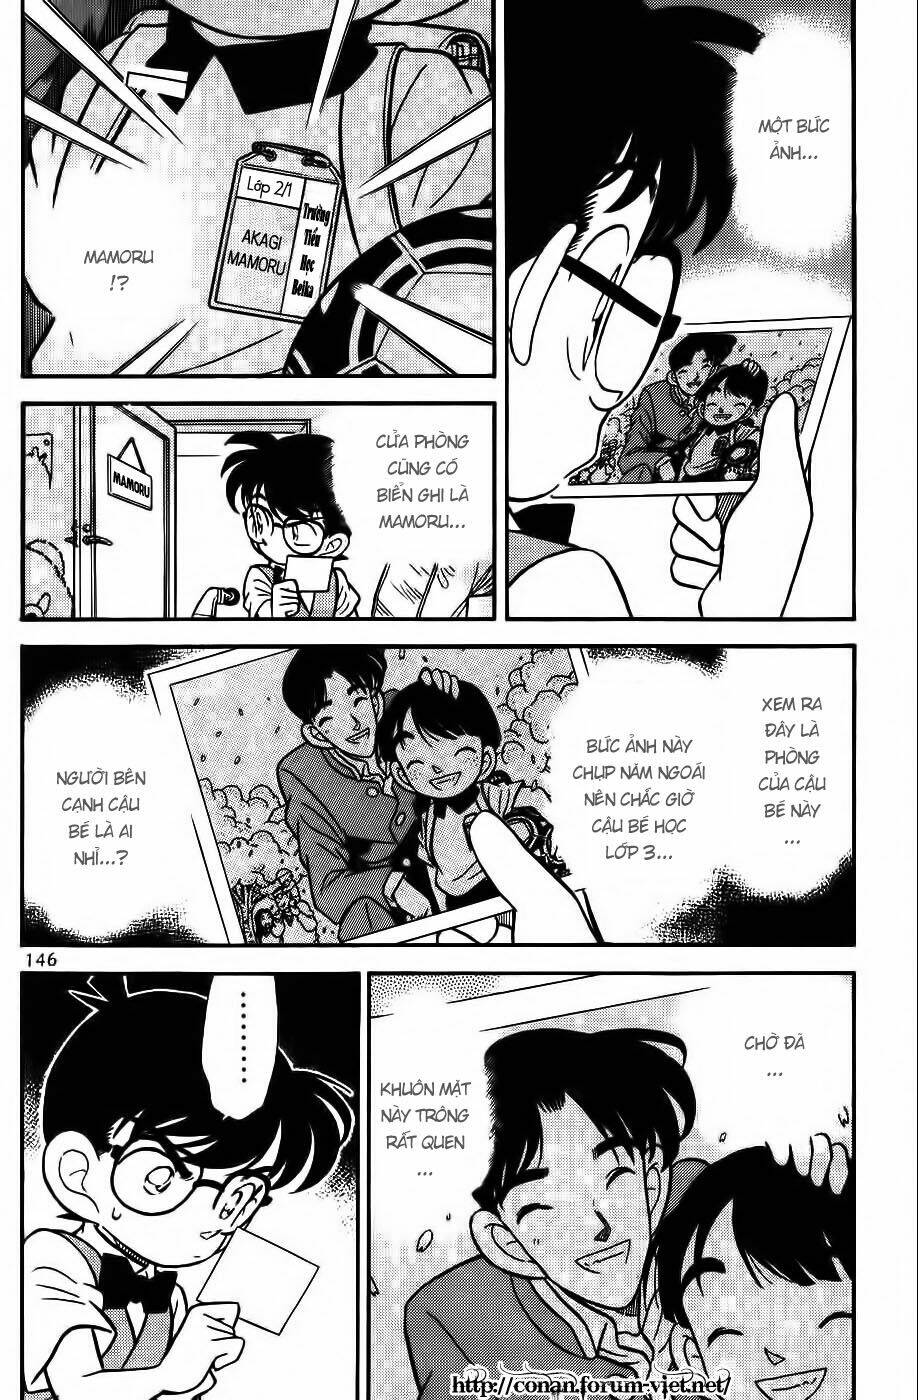 MỘT BỨC
ẢNH...
Lớp 2/1
AKAGI
MAMORU
Trường
Tiểu
Học
Beika
MAMORU
!?
CỬA PHÒNG
CŨNG CÓ
BIỂN GHI LÀ
MAMORU...
MAMORU
XEM RA
ĐÂY LÀ
PHÒNG
CỦA CẬU
BÉ NÀY
...
BỨC ẢNH NÀY
CHỤP NĂM NGOÁI
NÊN CHẮC GIỜ
CẬU BÉ HỌC
LỚP 3...
NGƯỜI BÊN
CẠNH CẬU
BÉ LÀ AI
NHỈ...?
146
CHỜ ĐÃ
...
KHUÔN MẶT
NÀY TRÔNG
RẤT QUEN
...
........
http://conan.forum-viet.net/